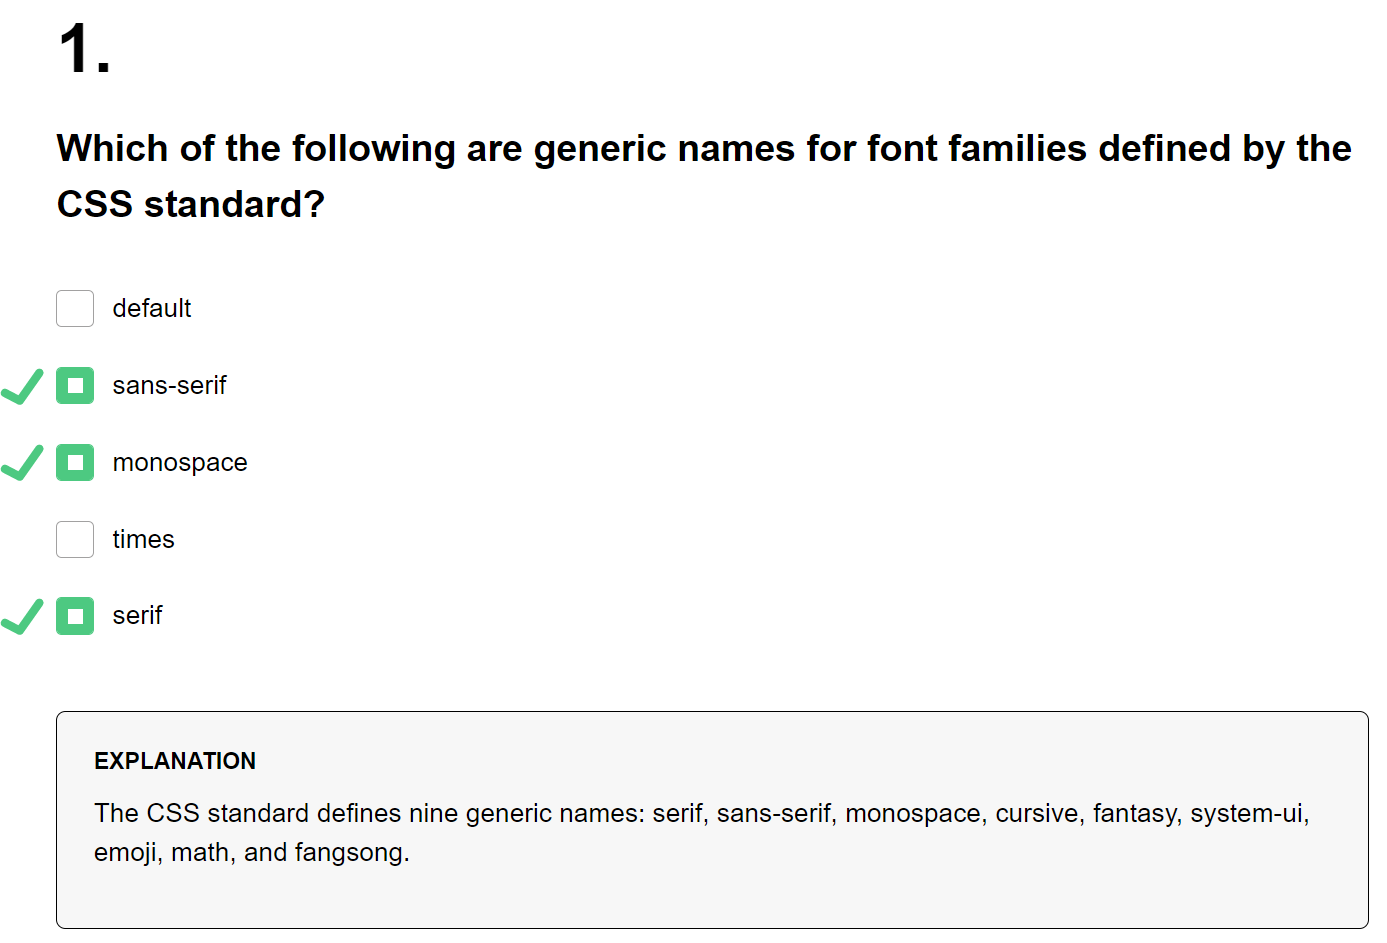 1.
Which of the following are generic names for font families defined by the
CSS standard?
default
sans-serif
monospace
times
serif
EXPLANATION
The CSS standard defines nine generic names: serif, sans-serif, monospace, cursive, fantasy, system-ui,
emoji, math, and fangsong.